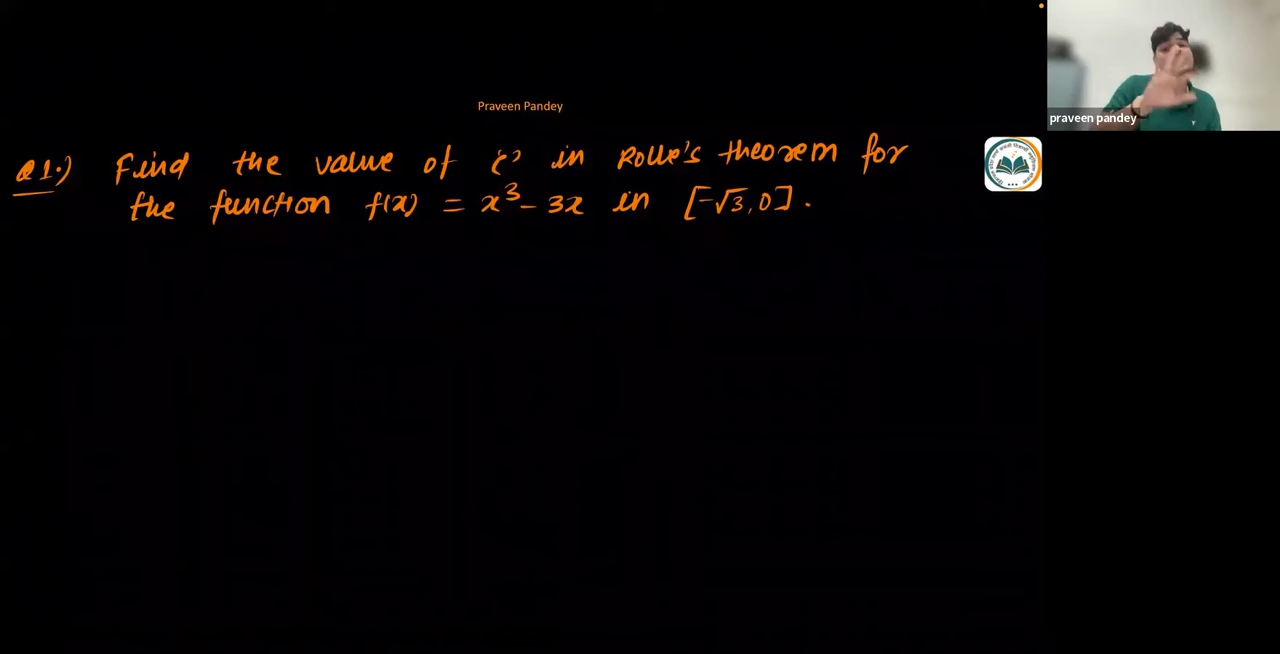 Praveen Pandey
praveen pandey
Q1.) Find the value of 'c' in Rolle's theorem for
the function f(x) = x³ - 3x in [-√3, 0].